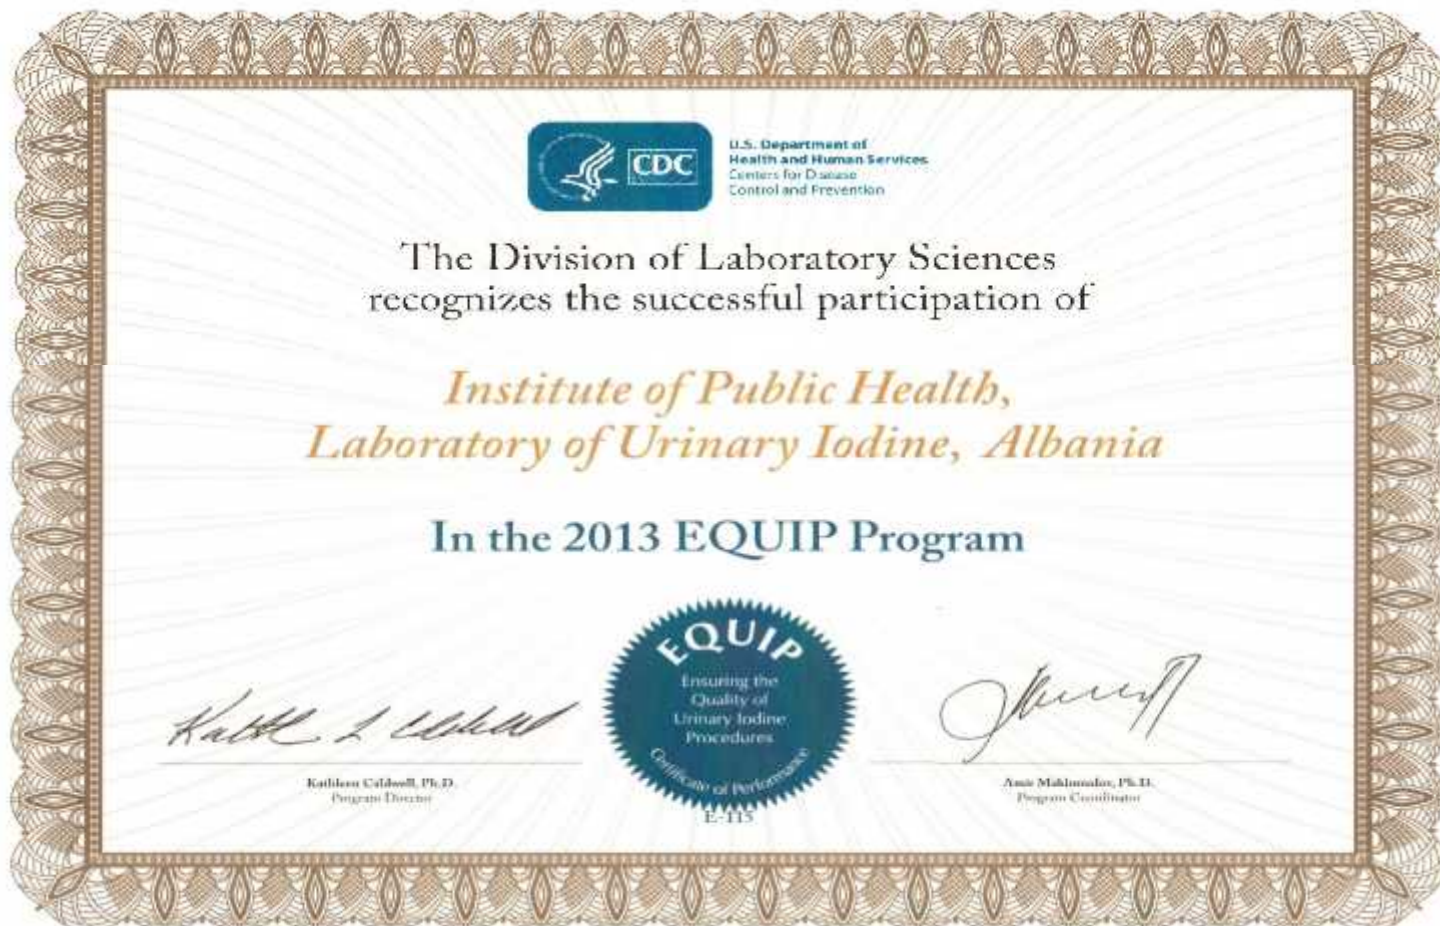 CDC
U.S. Department of
Health and Human Services
Centers for Disease
Control and Prevention
The Division of Laboratory Sciences
recognizes the successful participation of
Institute of Public Health,
Laboratory of Urinary Iodine, Albania
In the 2013 EQUIP Program
EQUIP
Ensuring the
Quality of
Urinary Iodine
Procedures
Certificate of Performance
E-115
Kathleen Caldwell, Ph.D.
Program Director
Ph.D.
Program Coordinator